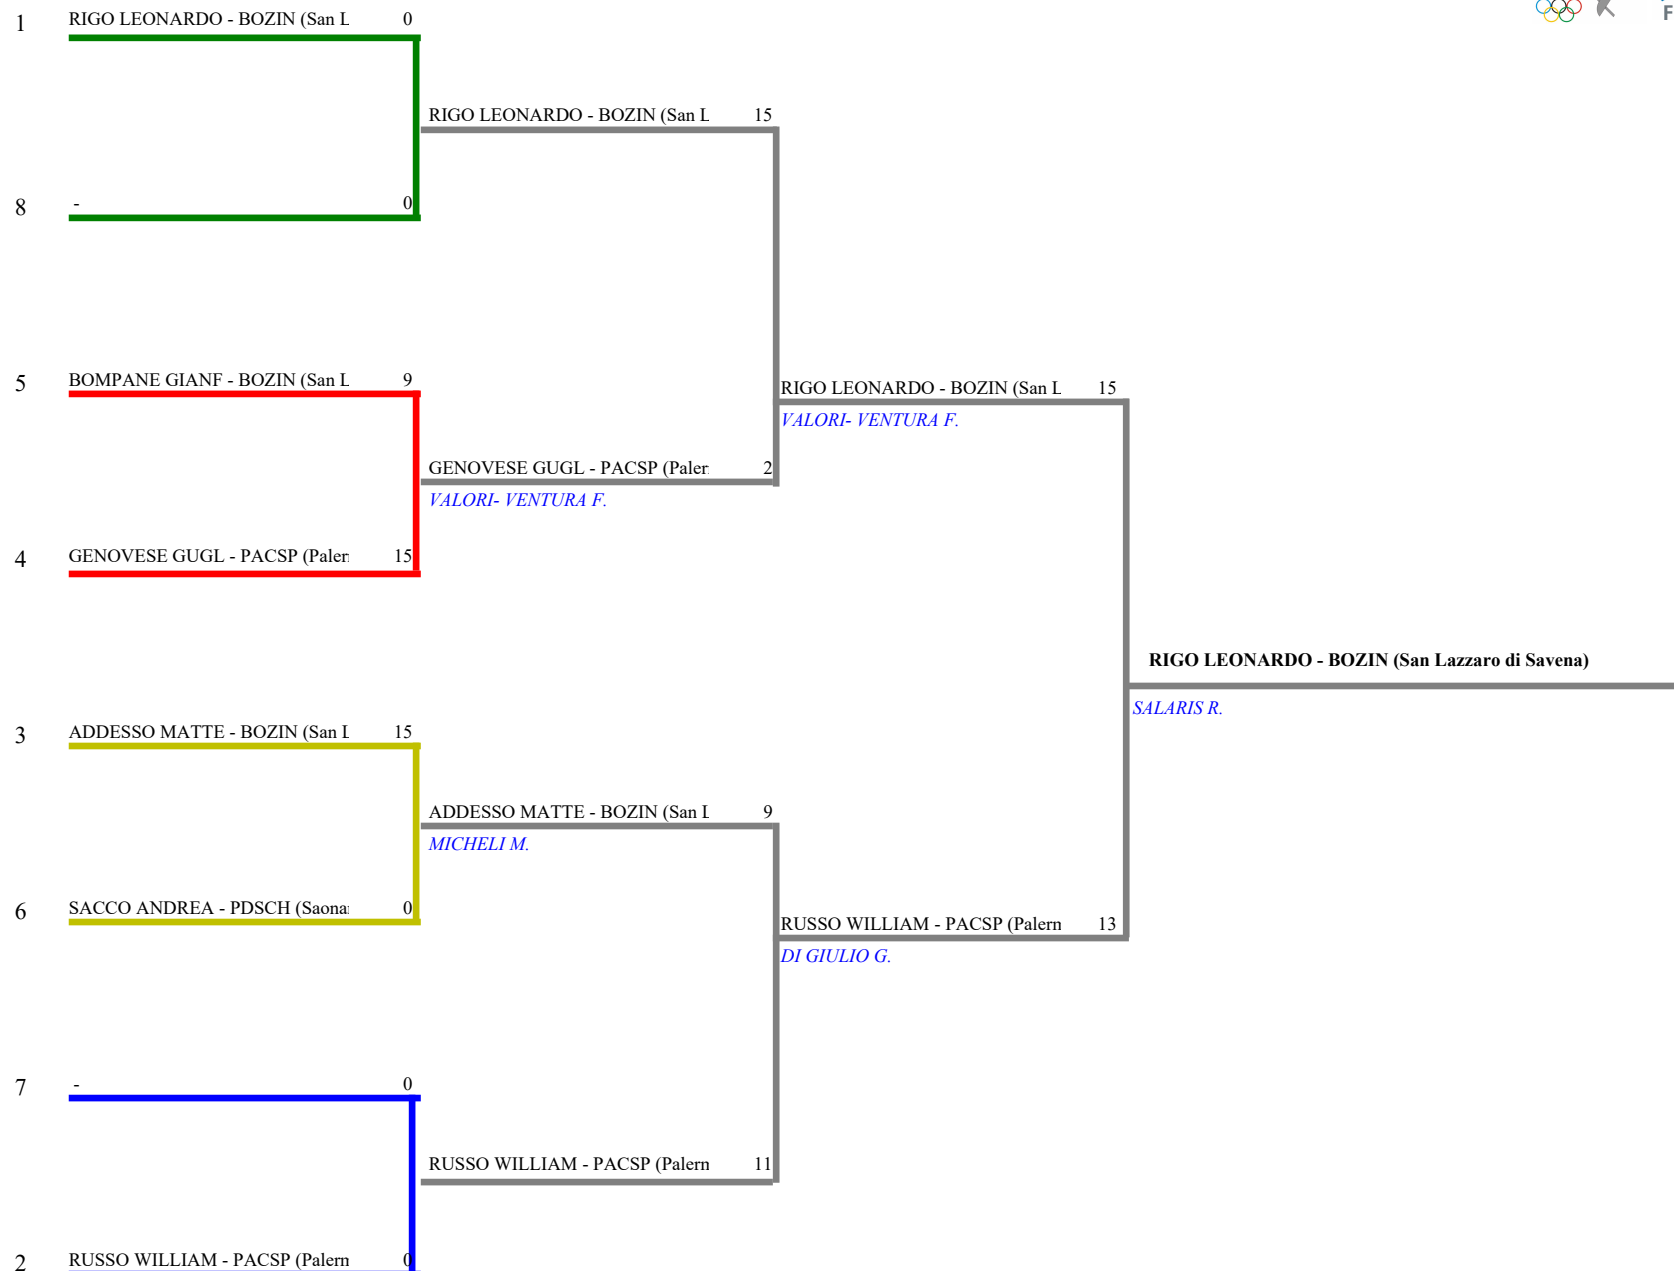 1 RIGO LEONARDO - BOZIN (San L 0
F
RIGO LEONARDO - BOZIN (San L 15
8 - 0
5 BOMPANE GIANF - BOZIN (San L 9
RIGO LEONARDO - BOZIN (San L 15
VALORI- VENTURA F.
GENOVESE GUGL - PACSP (Paler 2
VALORI- VENTURA F.
4 GENOVESE GUGL - PACSP (Paler 15
RIGO LEONARDO - BOZIN (San Lazzaro di Savena)
SALARIS R.
3 ADDESSO MATTE - BOZIN (San L 15
ADDESSO MATTE - BOZIN (San L 9
MICHELI M.
6 SACCO ANDREA - PDSCH (Saona 0
RUSSO WILLIAM - PACSP (Palern 13
DI GIULIO G.
7 - 0
RUSSO WILLIAM - PACSP (Palern 11
2 RUSSO WILLIAM - PACSP (Palern 0